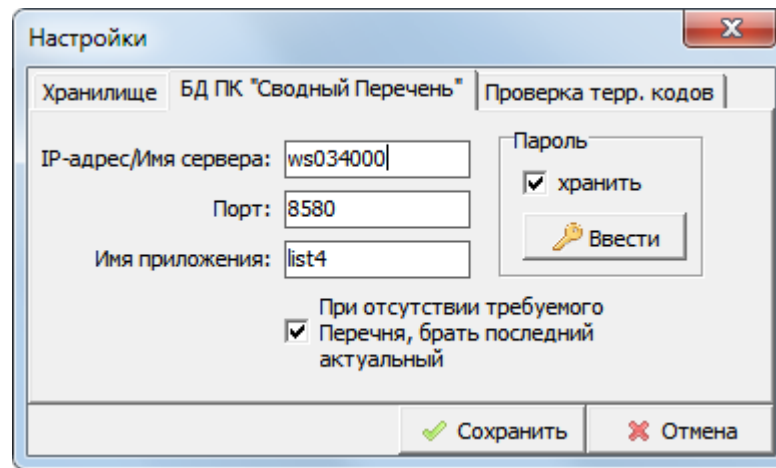 Настройки
Хранилище БД ПК "Сводный Перечень" Проверка терр. кодов
IP-адрес/Имя сервера: ws034000
Пароль
хранить
Порт: 8580
Ввести
Имя приложения: list4
При отсутствии требуемого
Перечня, брать последний
актуальный
Сохранить Отмена